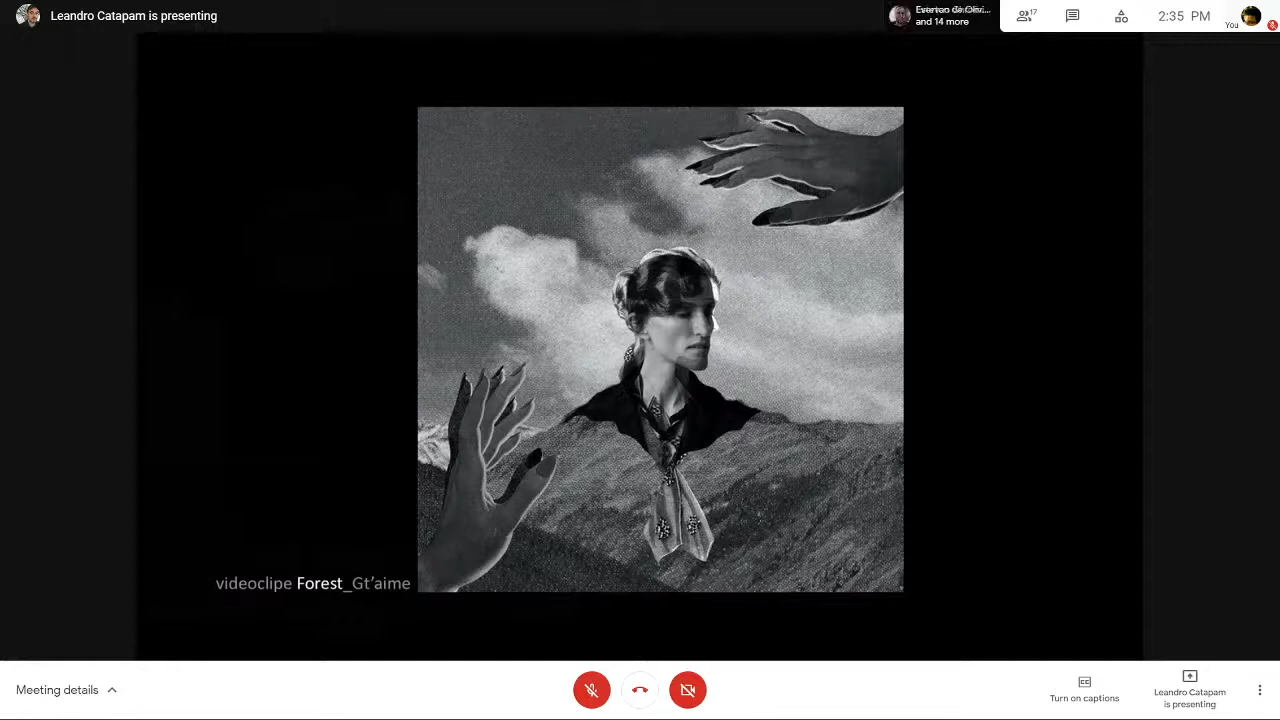 Leandro Catapam is presenting
and 14 more
17
2:35 PM
You
videoclipe Forest_Gt'aime
Meeting details
Turn on captions
Leandro Catapam
is presenting